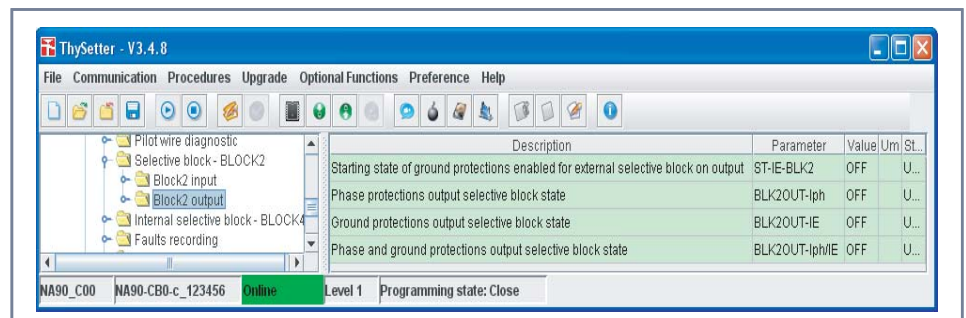 ThySetter - V3.4.8
File Communication Procedures Upgrade Optional Functions Preference Help
Pilot wire diagnostic
Selective block - BLOCK2
Block2 input
Block2 output
Internal selective block - BLOCK4
Faults recording
Description Parameter Value Um St...
Starting state of ground protections enabled for external selective block on output ST-IE-BLK2 OFF U...
Phase protections output selective block state BLK2OUT-Iph OFF U...
Ground protections output selective block state BLK2OUT-IE OFF U...
Phase and ground protections output selective block state BLK2OUT-Iph/IE OFF U...
NA90_C00 NA90-CB0-c_123456 Online Level 1 Programming state: Close